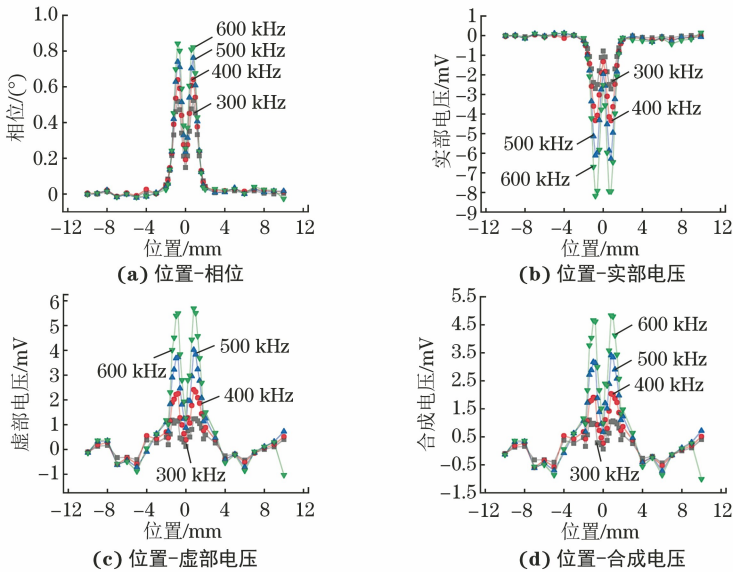 1.0
0.8
0.6
0.4
0.2
0
相位/(°)
600 kHz
500 kHz
400 kHz
300 kHz
−12 −8 −4 0 4 8 12
位置/mm
(a) 位置-相位
1
0
−1
−2
−3
−4
−5
−6
−7
−8
−9
实部电压/mV
300 kHz
400 kHz
500 kHz
600 kHz
−12 −8 −4 0 4 8 12
位置/mm
(b) 位置-实部电压
6
5
4
3
2
1
0
−1
虚部电压/mV
500 kHz
600 kHz
400 kHz
300 kHz
−12 −8 −4 0 4 8 12
位置/mm
(c) 位置-虚部电压
5.5
4.5
3.5
2.5
1.5
0.5
−0.5
−1.5
合成电压/mV
600 kHz
500 kHz
400 kHz
300 kHz
−12 −8 −4 0 4 8 12
位置/mm
(d) 位置-合成电压